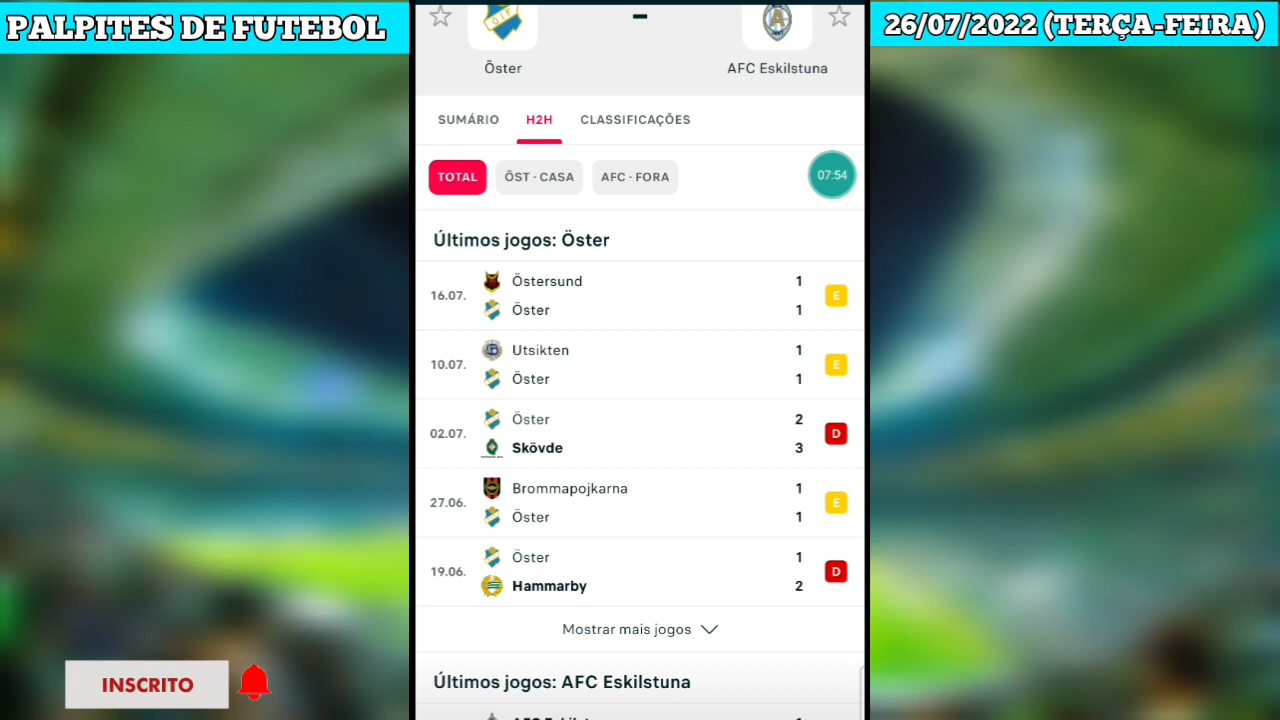 PALPITES DE FUTEBOL
26/07/2022 (TERÇA-FEIRA)
–
Öster
AFC Eskilstuna
SUMÁRIO
H2H
CLASSIFICAÇÕES
TOTAL
ÖST - CASA
AFC - FORA
07:54
Últimos jogos: Öster
16.07.
Östersund 1
Öster 1
E
10.07.
Utsikten 1
Öster 1
E
02.07.
Öster 2
Skövde 3
D
27.06.
Brommapojkarna 1
Öster 1
E
19.06.
Öster 1
Hammarby 2
D
Mostrar mais jogos
Últimos jogos: AFC Eskilstuna
INSCRITO